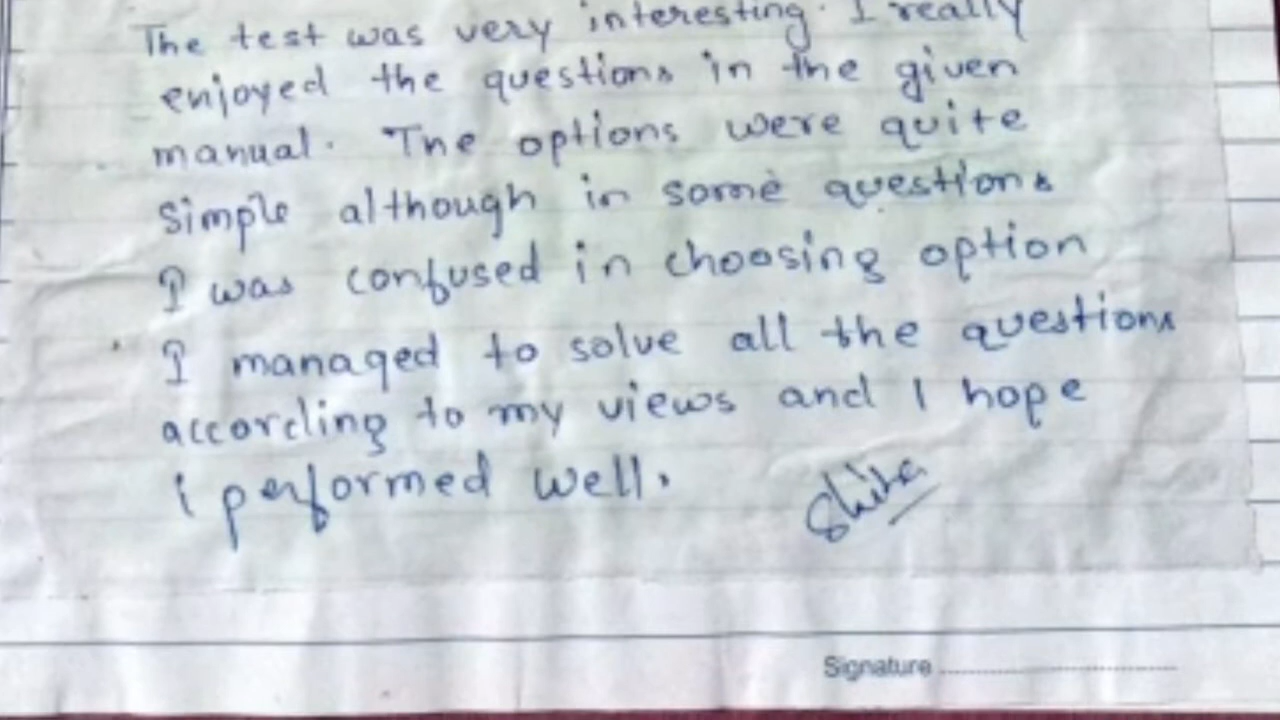 The test was very interesting. I really
enjoyed the questions in the given
manual. The options were quite
simple although in some questions
I was confused in choosing option
I managed to solve all the questions
according to my views and I hope
i performed well.
Signature